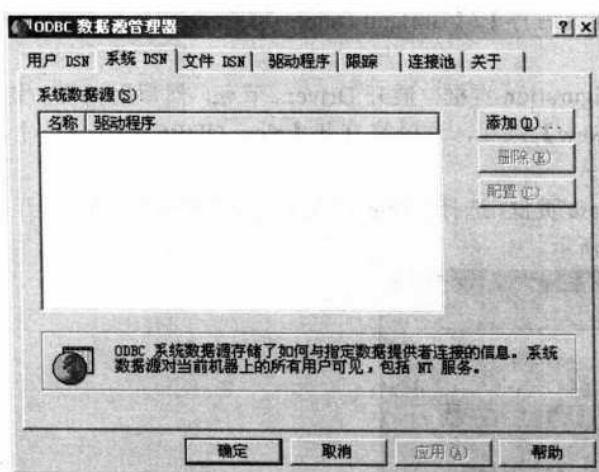 ODBC 数据源管理器
用户 DSN 系统 DSN 文件 DSN 驱动程序 跟踪 连接池 关于
系统数据源(S)
名称 驱动程序
添加(D)...
删除(R)
配置(C)
ODBC 系统数据源存储了如何与指定数据提供者连接的信息。系统
数据源对当前机器上的所有用户可见，包括 NT 服务。
确定 取消 应用(A) 帮助